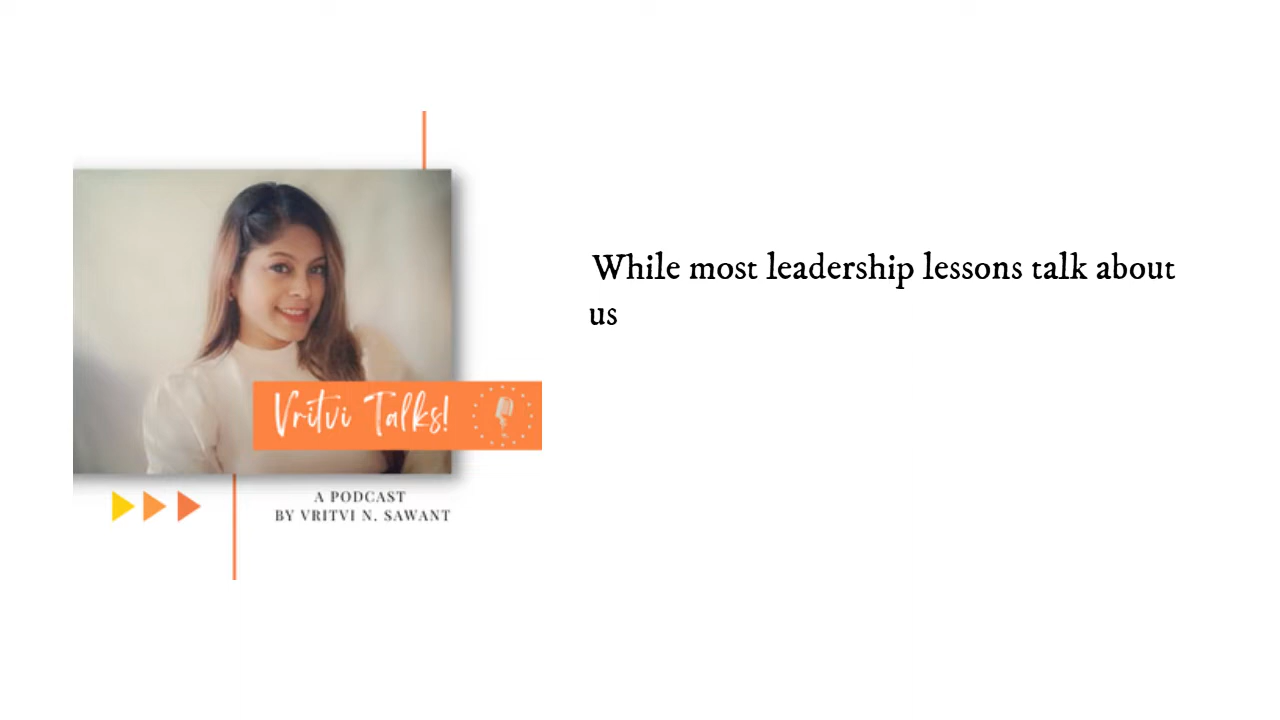 While most leadership lessons talk about
us
Vritvi Talks!
A PODCAST
BY VRITVI N. SAWANT